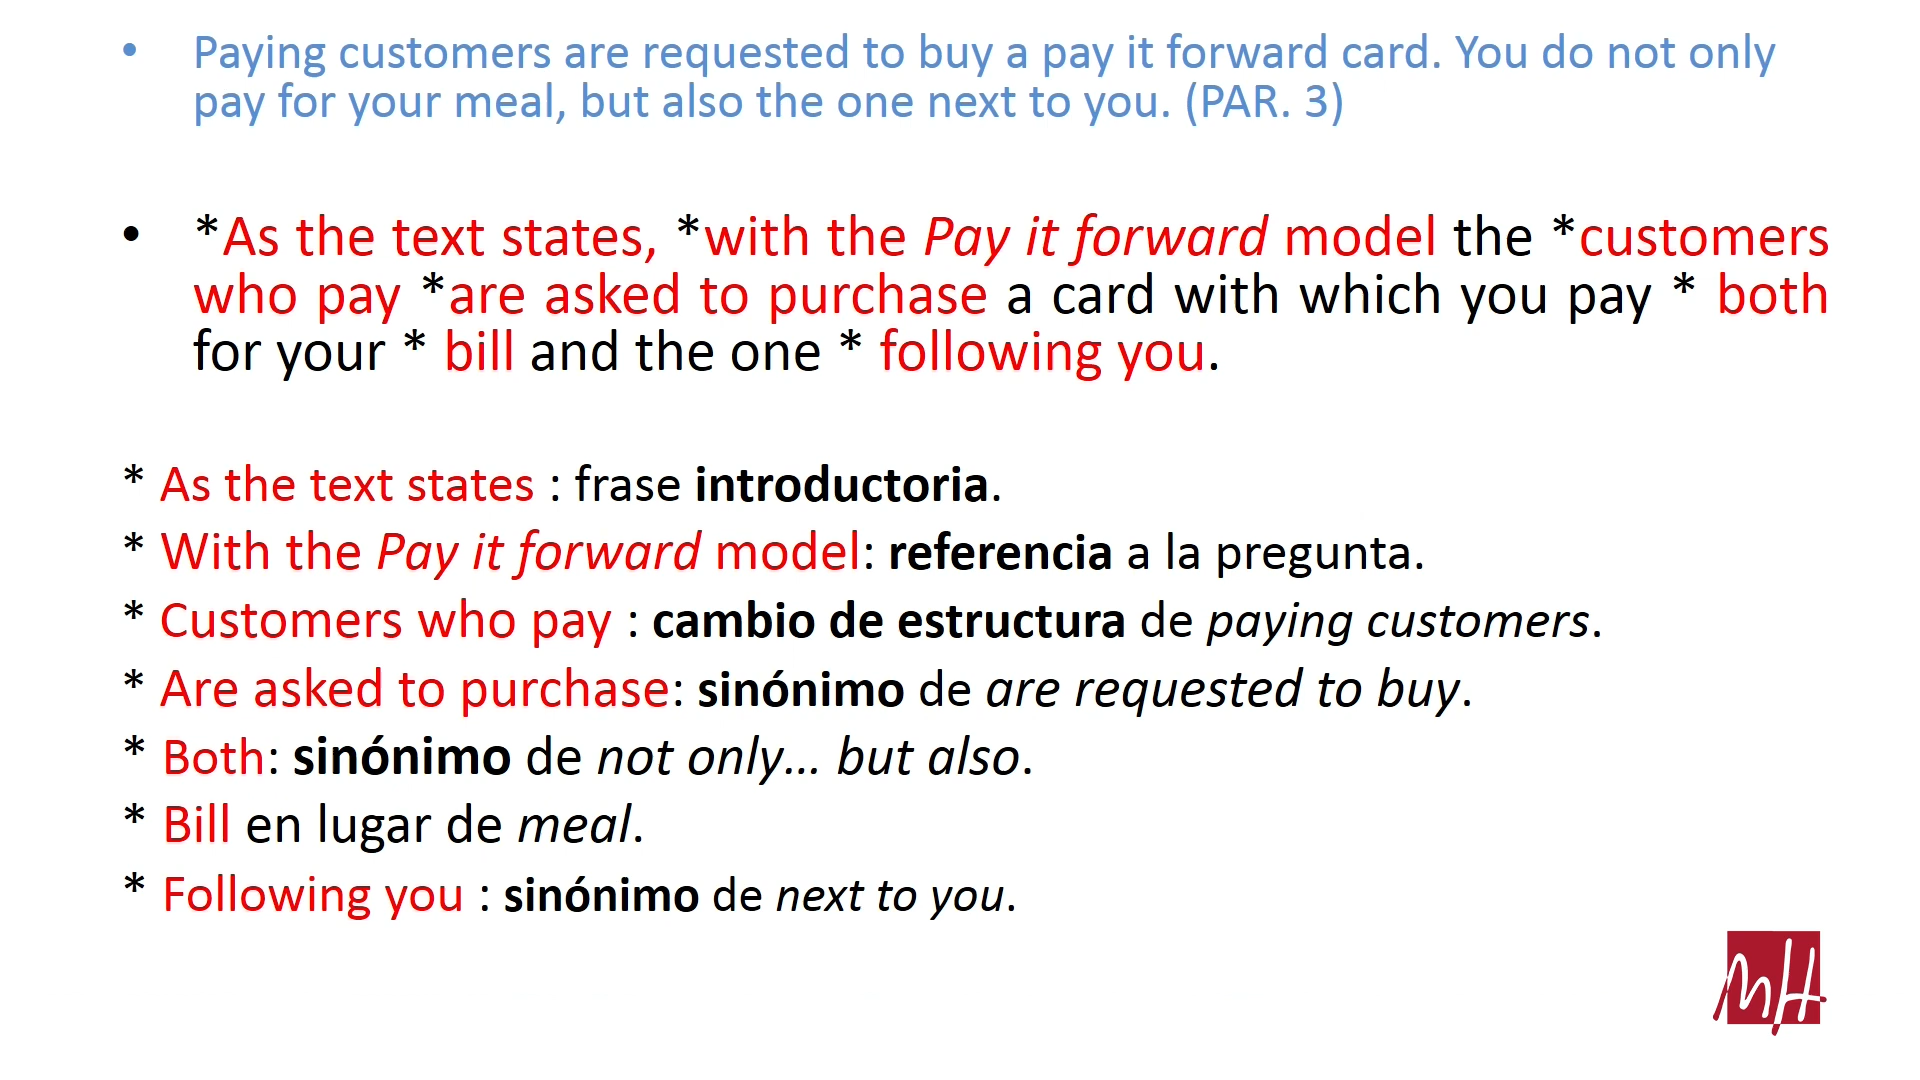 • Paying customers are requested to buy a pay it forward card. You do not only
pay for your meal, but also the one next to you. (PAR. 3)
• *As the text states, *with the Pay it forward model the *customers
who pay *are asked to purchase a card with which you pay * both
for your * bill and the one * following you.
* As the text states : frase introductoria.
* With the Pay it forward model: referencia a la pregunta.
* Customers who pay : cambio de estructura de paying customers.
* Are asked to purchase: sinónimo de are requested to buy.
* Both: sinónimo de not only... but also.
* Bill en lugar de meal.
* Following you : sinónimo de next to you.
MH